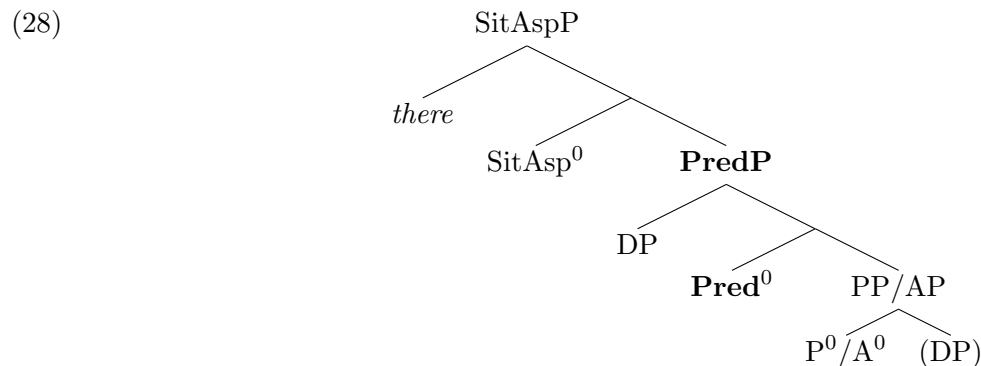 (28) SitAspP
there
SitAsp⁰ PredP
DP
Pred⁰ PP/AP
P⁰/A⁰ (DP)